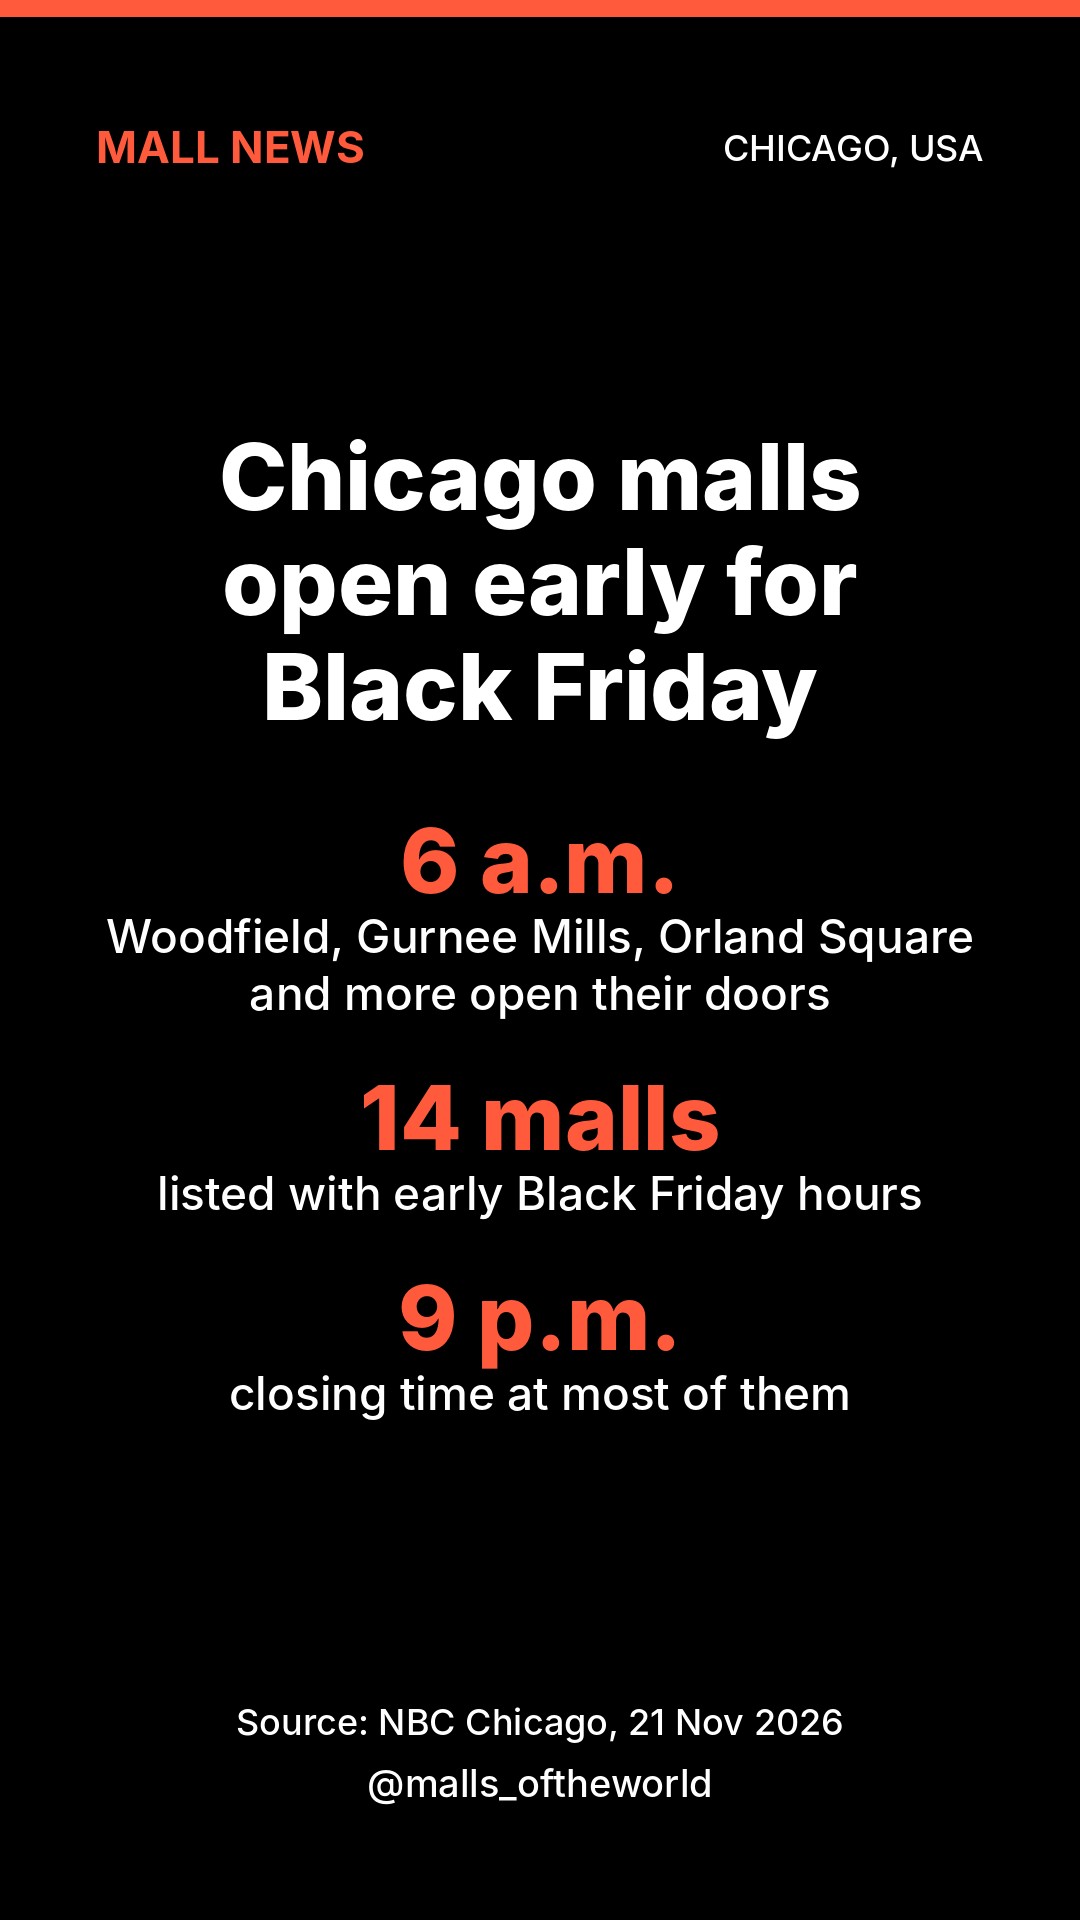 MALL NEWS
CHICAGO, USA
Chicago malls
open early for
Black Friday
6 a.m.
Woodfield, Gurnee Mills, Orland Square
and more open their doors
14 malls
listed with early Black Friday hours
9 p.m.
closing time at most of them
Source: NBC Chicago, 21 Nov 2026
@malls_oftheworld